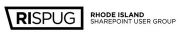 RISPUG
RHODE ISLAND
SHAREPOINT USER GROUP